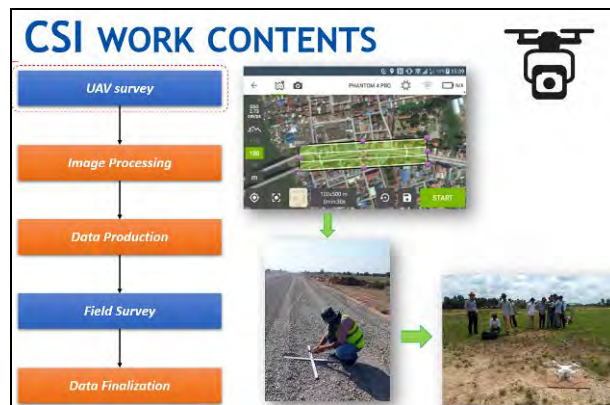 CSI WORK CONTENTS
UAV survey
Image Processing
Data Production
Field Survey
Data Finalization
PHANTOM 4 PRO
N/A
m
START